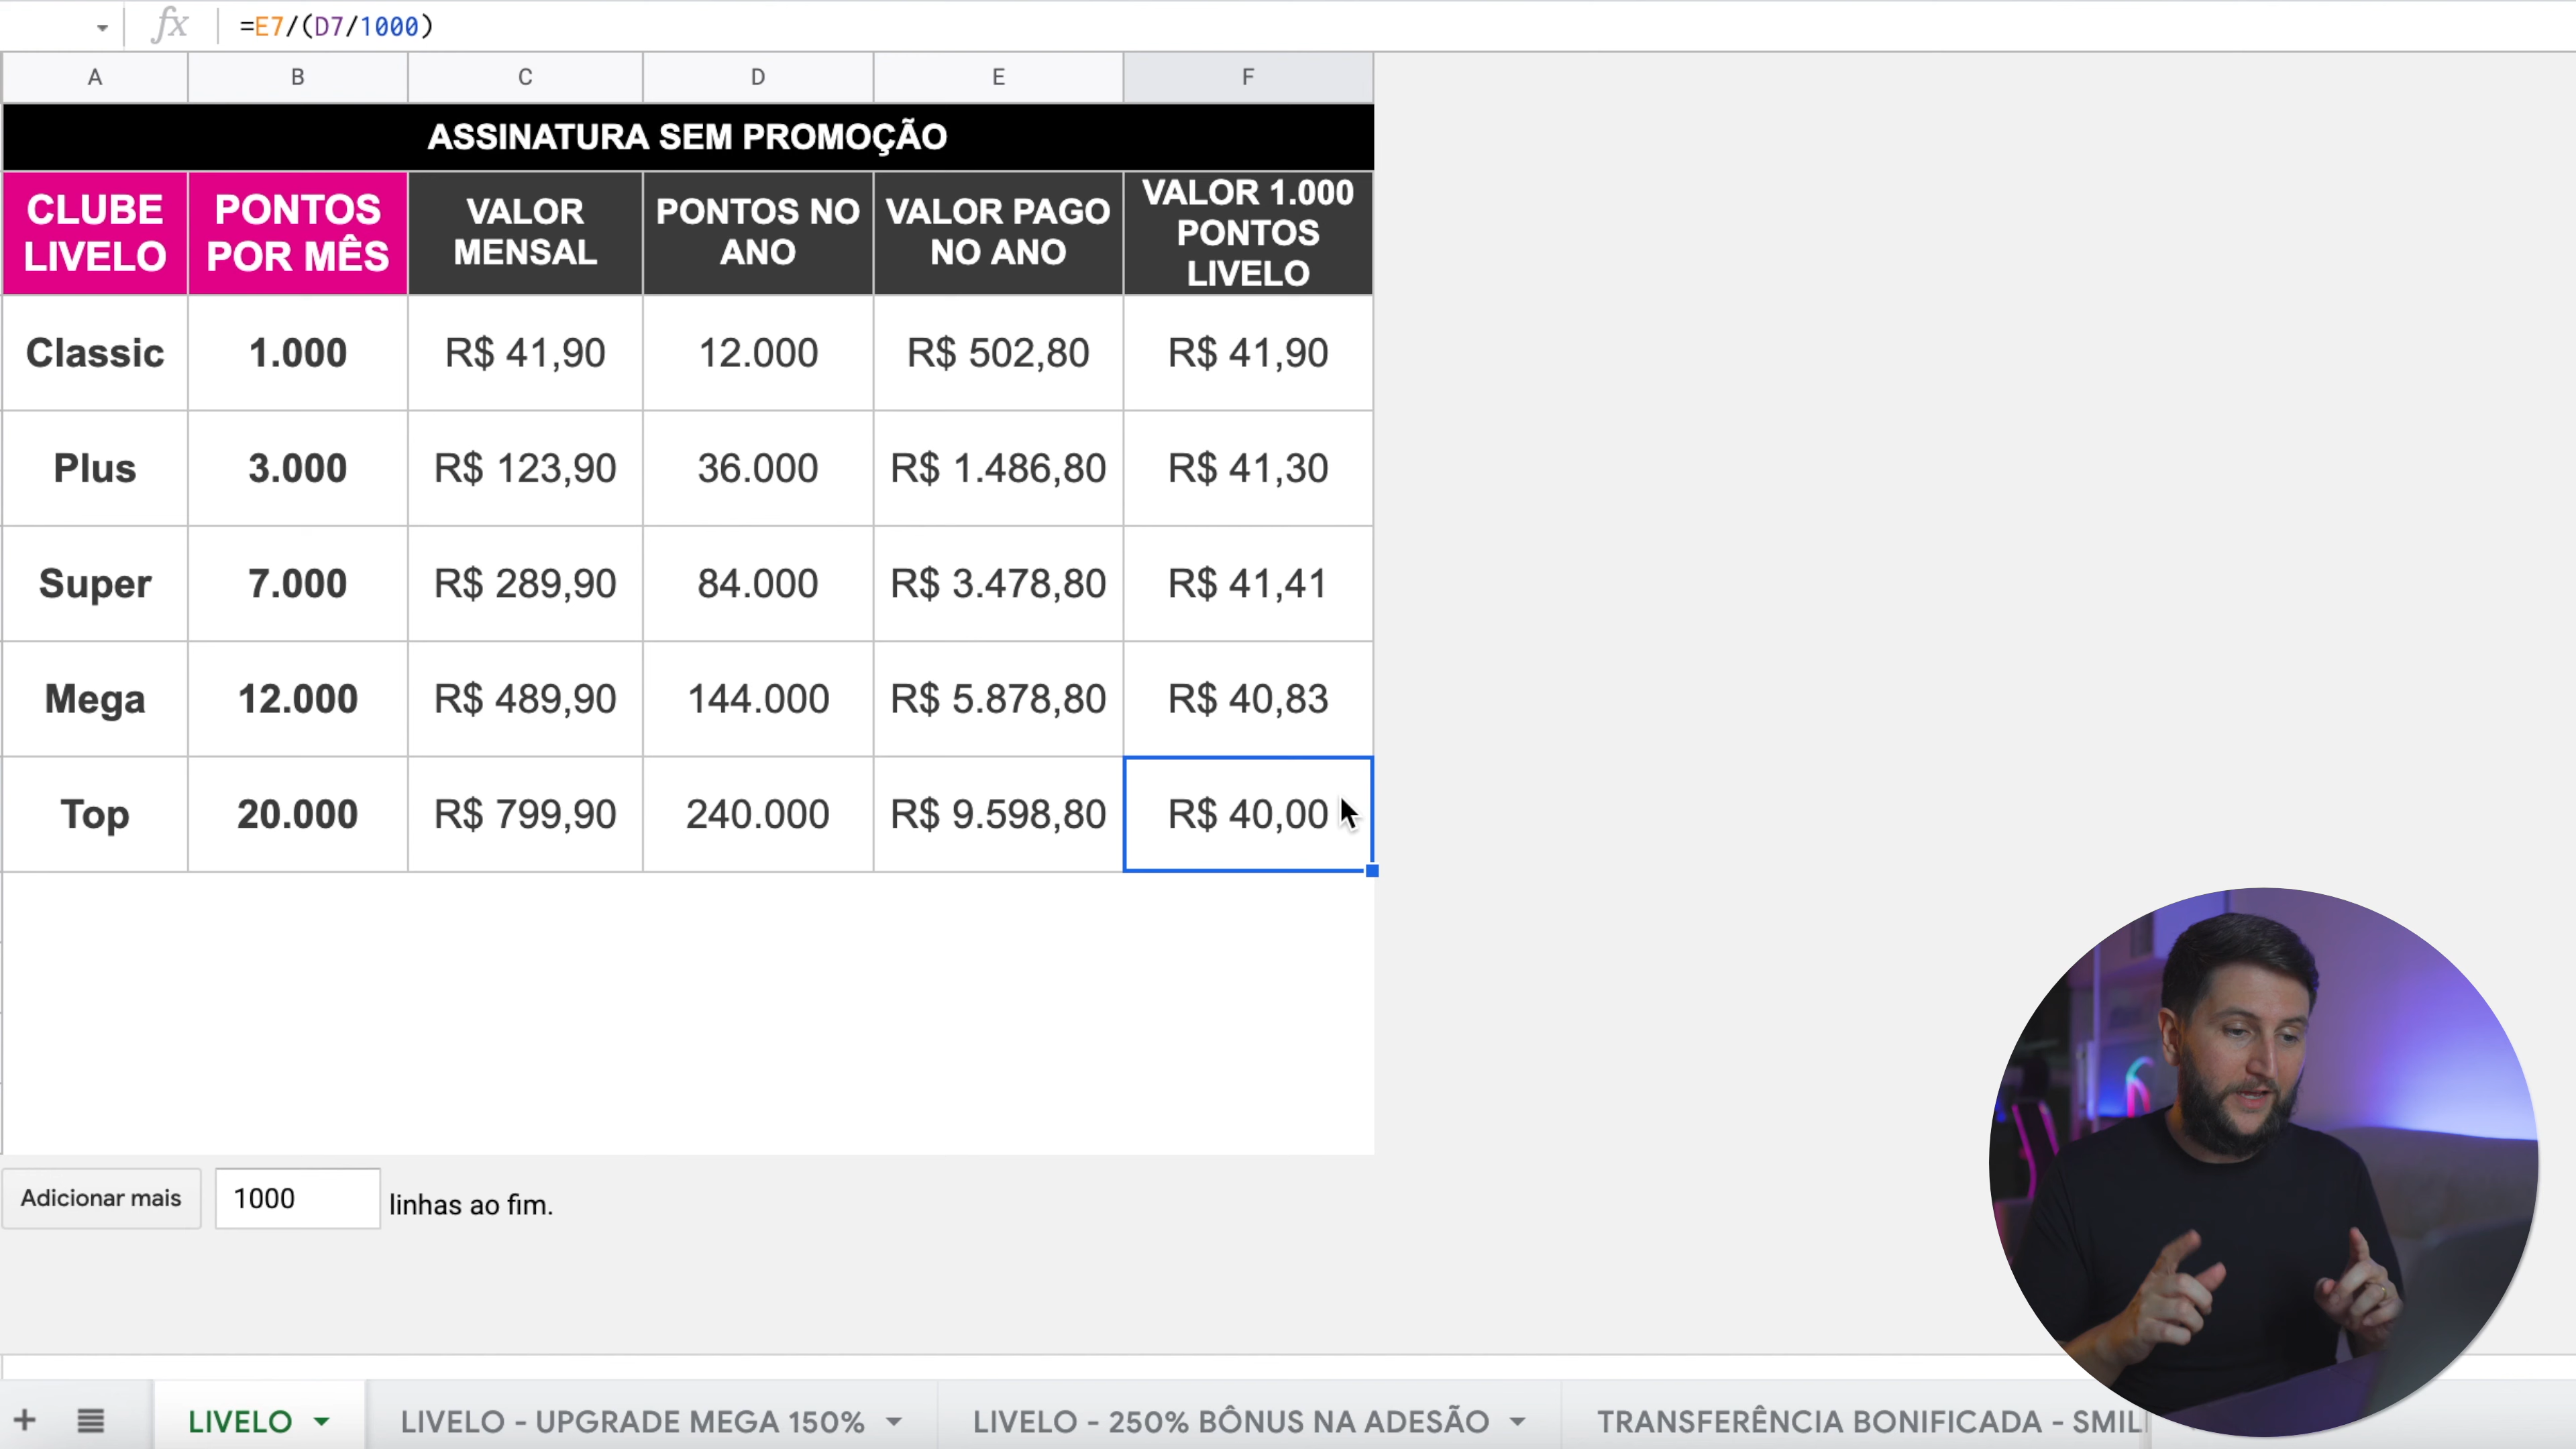 fx =E7/(D7/1000)
A B C D E F
ASSINATURA SEM PROMOÇÃO
CLUBE LIVELO PONTOS POR MÊS VALOR MENSAL PONTOS NO ANO VALOR PAGO NO ANO VALOR 1.000 PONTOS LIVELO
Classic 1.000 R$ 41,90 12.000 R$ 502,80 R$ 41,90
Plus 3.000 R$ 123,90 36.000 R$ 1.486,80 R$ 41,30
Super 7.000 R$ 289,90 84.000 R$ 3.478,80 R$ 41,41
Mega 12.000 R$ 489,90 144.000 R$ 5.878,80 R$ 40,83
Top 20.000 R$ 799,90 240.000 R$ 9.598,80 R$ 40,00
Adicionar mais 1000 linhas ao fim.
LIVELO LIVELO - UPGRADE MEGA 150% LIVELO - 250% BÔNUS NA ADESÃO TRANSFERÊNCIA BONIFICADA - SMIL